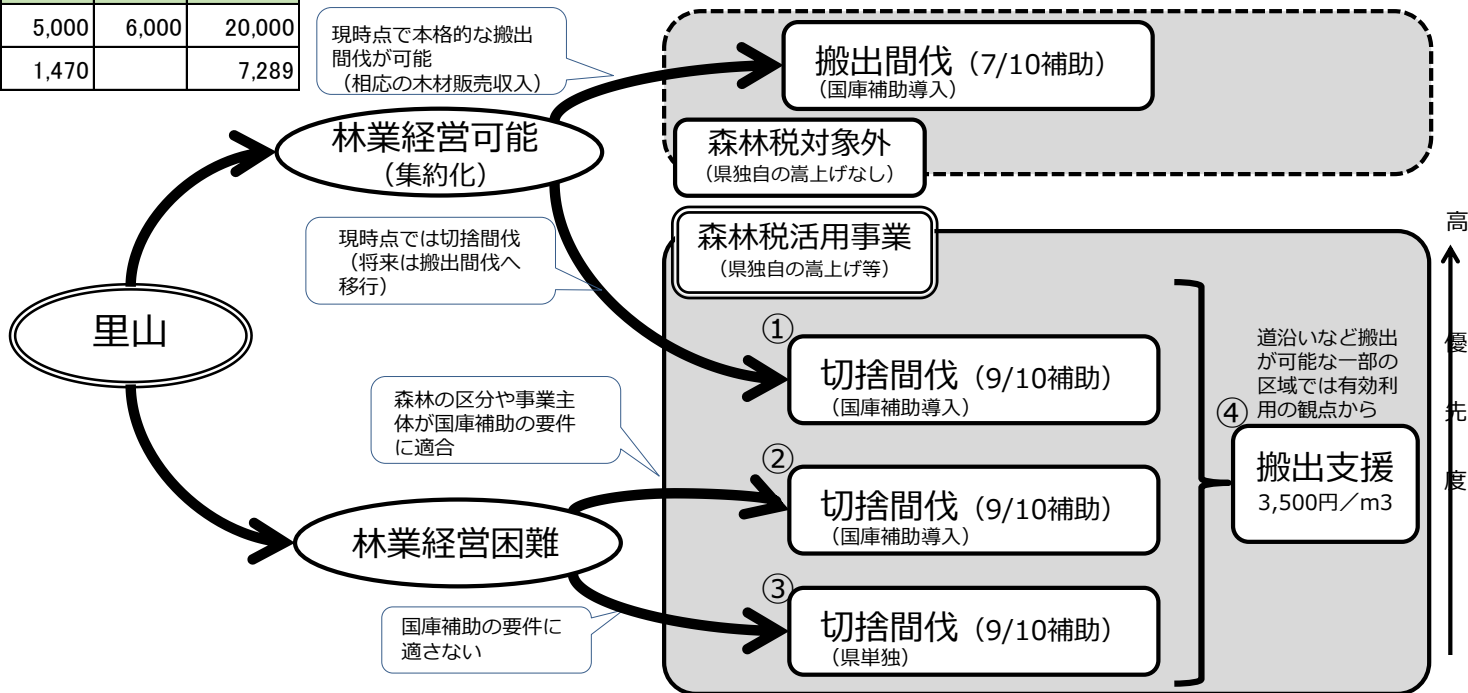 5,000 6,000 20,000
1,470 7,289
現時点で本格的な搬出
間伐が可能
（相応の木材販売収入）
搬出間伐（7/10補助）
（国庫補助導入）
林業経営可能
（集約化）
森林税対象外
（県独自の嵩上げなし）
現時点では切捨間伐
（将来は搬出間伐へ
移行）
森林税活用事業
（県独自の嵩上げ等）
高
優
先
度
里山
①
切捨間伐（9/10補助）
（国庫補助導入）
道沿いなど搬出
が可能な一部の
区域では有効利
用の観点から
④
搬出支援
3,500円／m3
森林の区分や事業主
体が国庫補助の要件
に適合
②
切捨間伐（9/10補助）
（国庫補助導入）
林業経営困難
③
切捨間伐（9/10補助）
（県単独）
国庫補助の要件に
適さない